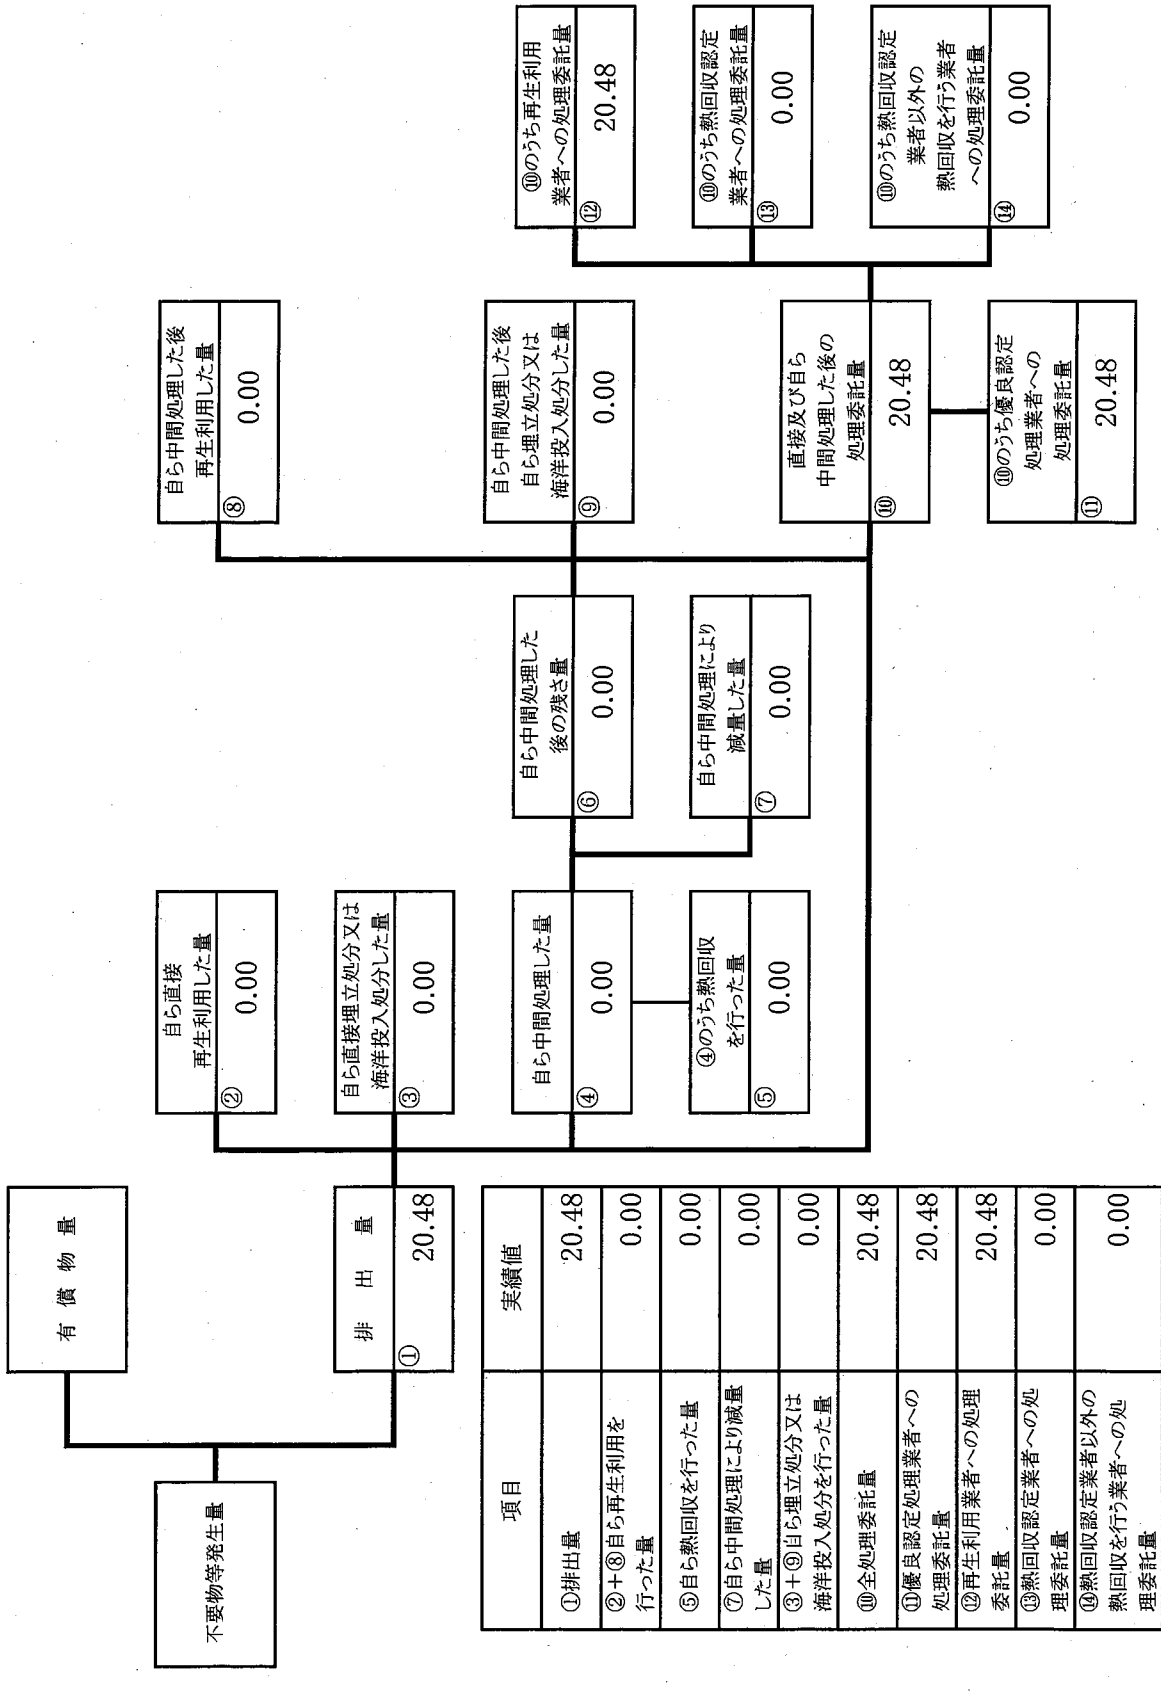 不要物等発生量
有 償 物 量
排 出 量
①
20.48
自ら直接
再生利用した量
②
0.00
自ら直接埋立処分又は
海洋投入処分した量
③
0.00
自ら中間処理した量
④
0.00
④のうち熱回収
を行った量
⑤
0.00
自ら中間処理した
後の残さ量
⑥
0.00
自ら中間処理により
減量した量
⑦
0.00
自ら中間処理した後
再生利用した量
⑧
0.00
自ら中間処理した後
自ら埋立処分又は
海洋投入処分した量
⑨
0.00
直接及び自ら
中間処理した後の
処理委託量
⑩
20.48
⑩のうち優良認定
処理業者への
処理委託量
⑪
20.48
⑩のうち再生利用
業者への処理委託量
⑫
20.48
⑩のうち熱回収認定
業者への処理委託量
⑬
0.00
⑩のうち熱回収認定
業者以外の
熱回収を行う業者
への処理委託量
⑭
0.00
項目 実績値
①排出量 20.48
②+⑧自ら再生利用を
行った量 0.00
⑤自ら熱回収を行った量 0.00
⑦自ら中間処理により減量
した量 0.00
③+⑨自ら埋立処分又は
海洋投入処分を行った量 0.00
⑩全処理委託量 20.48
⑪優良認定処理業者への
処理委託量 20.48
⑫再生利用業者への処理
委託量 20.48
⑬熱回収認定業者への処
理委託量 0.00
⑭熱回収認定業者以外の
熱回収を行う業者への処
理委託量 0.00